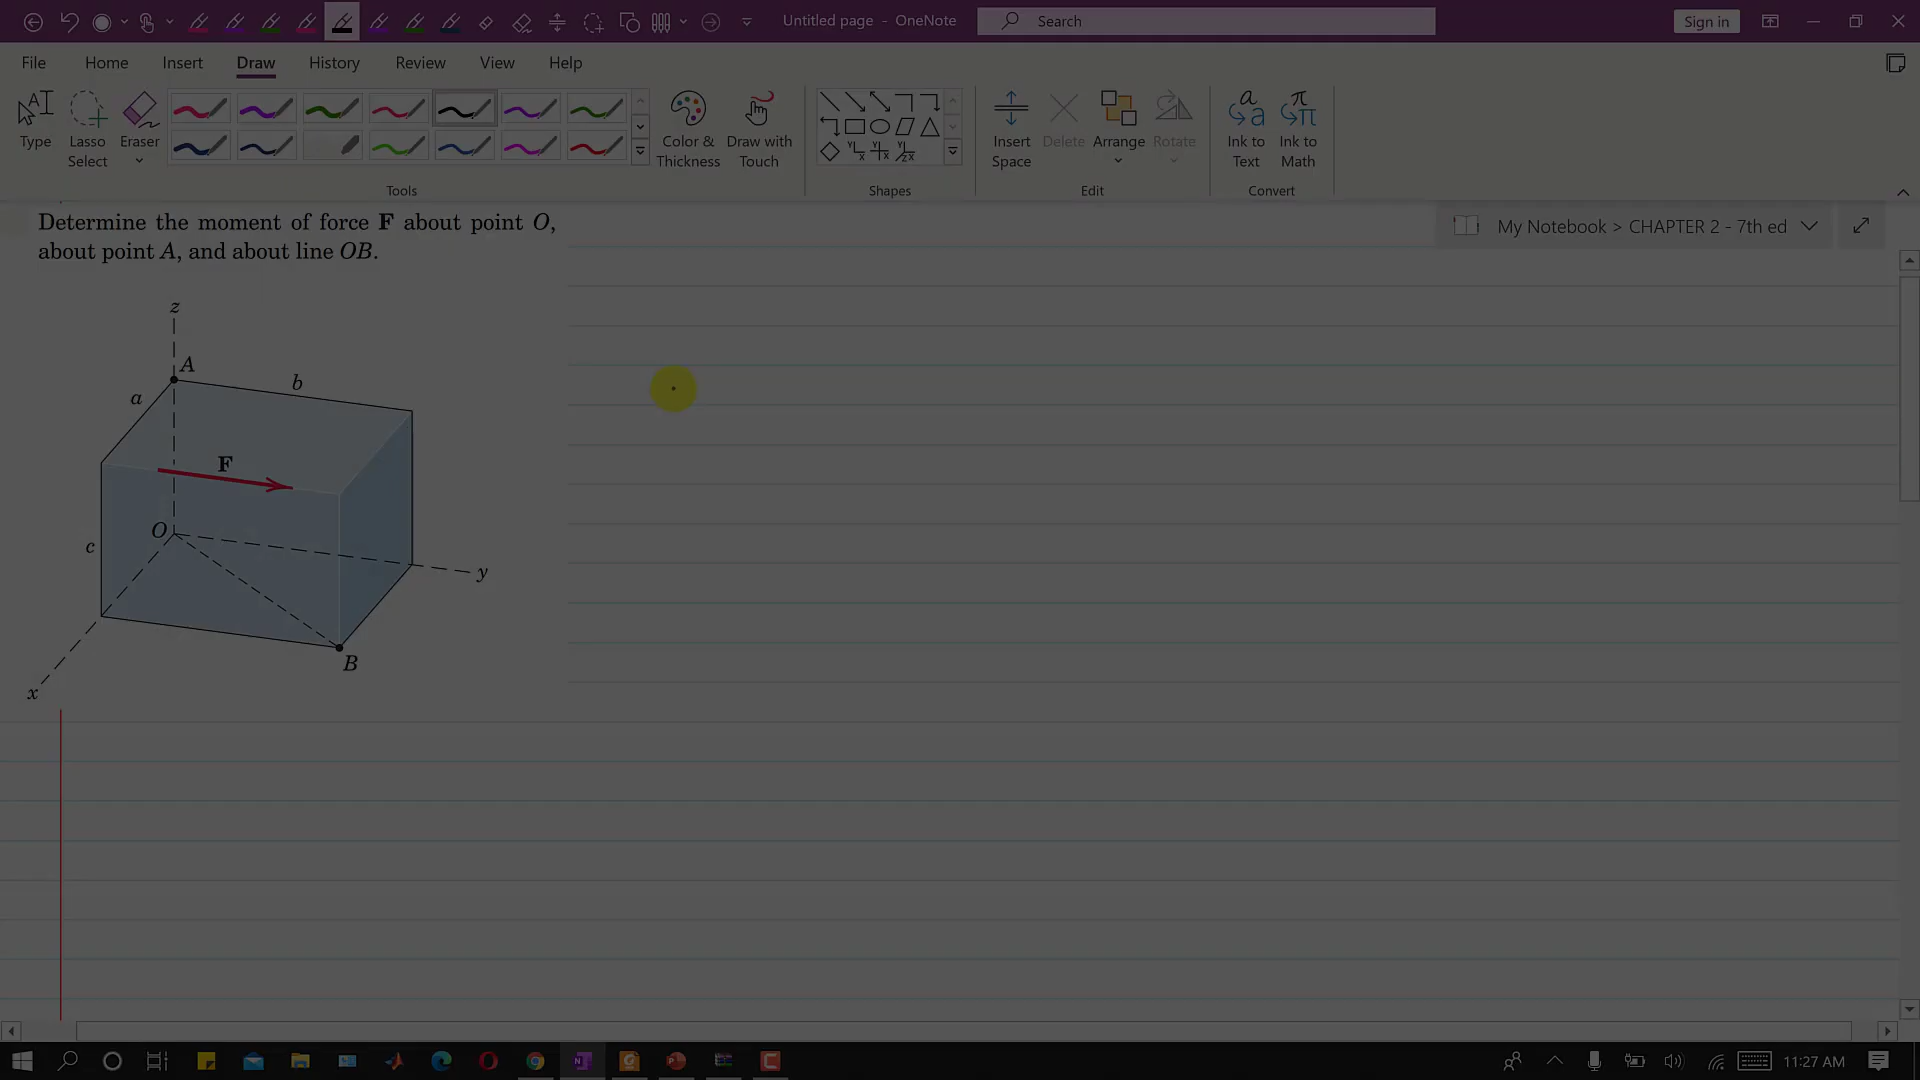 Untitled page - OneNote
Search
Sign in
File Home Insert Draw History Review View Help
Type
Lasso Select
Eraser
Color & Thickness
Draw with Touch
Insert Space
Delete
Arrange
Rotate
Ink to Text
Ink to Math
Tools
Shapes
Edit
Convert
My Notebook > CHAPTER 2 - 7th ed
Determine the moment of force F about point O,
about point A, and about line OB.
z
A
b
a
F
O
c
y
B
x
11:27 AM